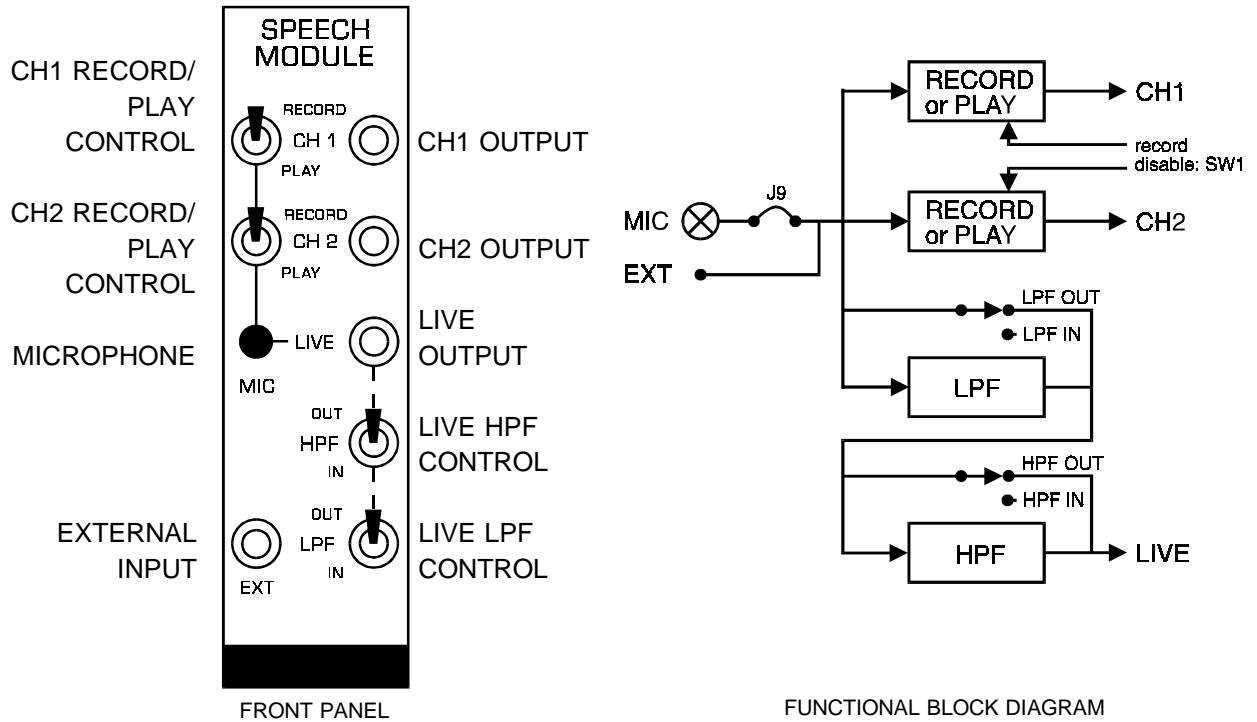 SPEECH
MODULE
CH1 RECORD/
PLAY
CONTROL
RECORD
CH 1
PLAY
CH1 OUTPUT
CH2 RECORD/
PLAY
CONTROL
RECORD
CH 2
PLAY
CH2 OUTPUT
MICROPHONE
LIVE
MIC
LIVE
OUTPUT
OUT
HPF
IN
LIVE HPF
CONTROL
EXTERNAL
INPUT
EXT
OUT
LPF
IN
LIVE LPF
CONTROL
FRONT PANEL
RECORD
or PLAY
CH1
record
disable: SW1
MIC
J9
RECORD
or PLAY
CH2
EXT
LPF OUT
LPF IN
LPF
HPF OUT
HPF IN
HPF
LIVE
FUNCTIONAL BLOCK DIAGRAM